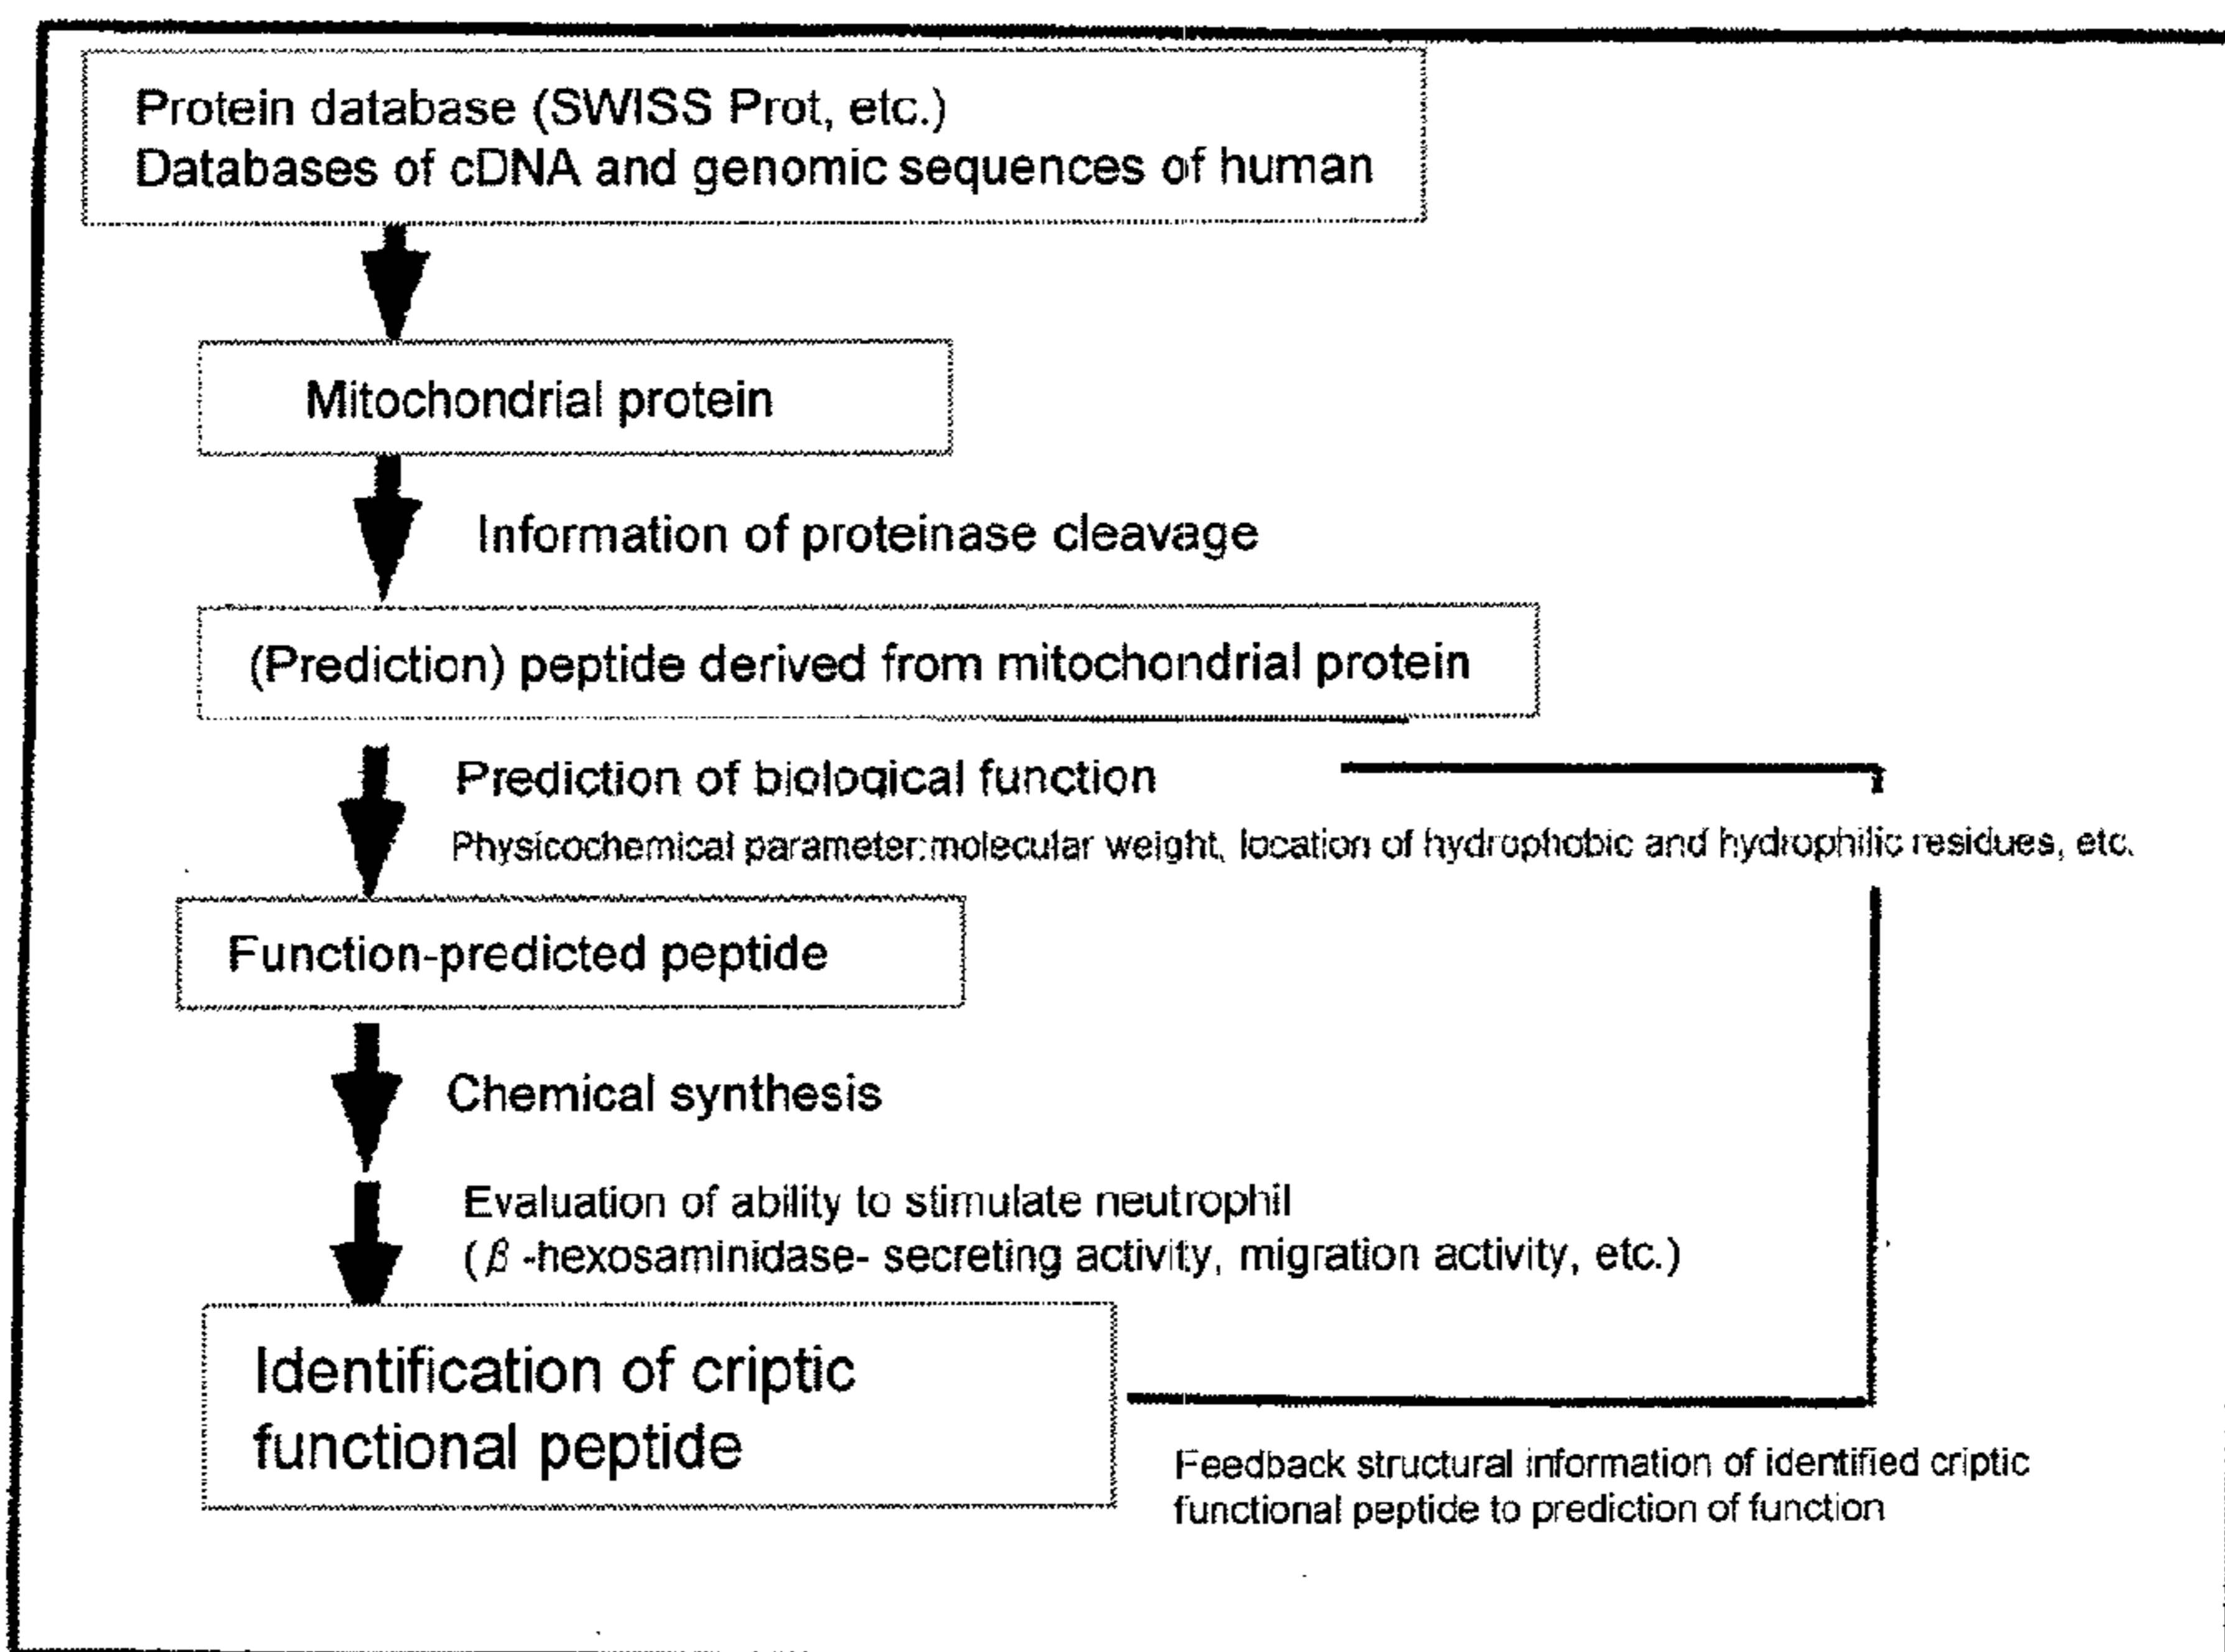 Protein database (SWISS Prot, etc.)
Databases of cDNA and genomic sequences of human
Mitochondrial protein
Information of proteinase cleavage
(Prediction) peptide derived from mitochondrial protein
Prediction of biological function
Physicochemical parameter:molecular weight, location of hydrophobic and hydrophilic residues, etc.
Function-predicted peptide
Chemical synthesis
Evaluation of ability to stimulate neutrophil
(β-hexosaminidase- secreting activity, migration activity, etc.)
Identification of criptic
functional peptide
Feedback structural information of identified criptic
functional peptide to prediction of function